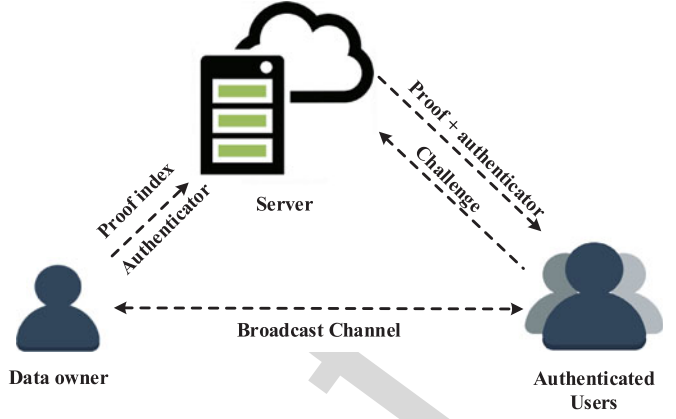 Proof + authenticator
Challenge
Proof index
Authenticator
Server
Broadcast Channel
Data owner
Authenticated
Users